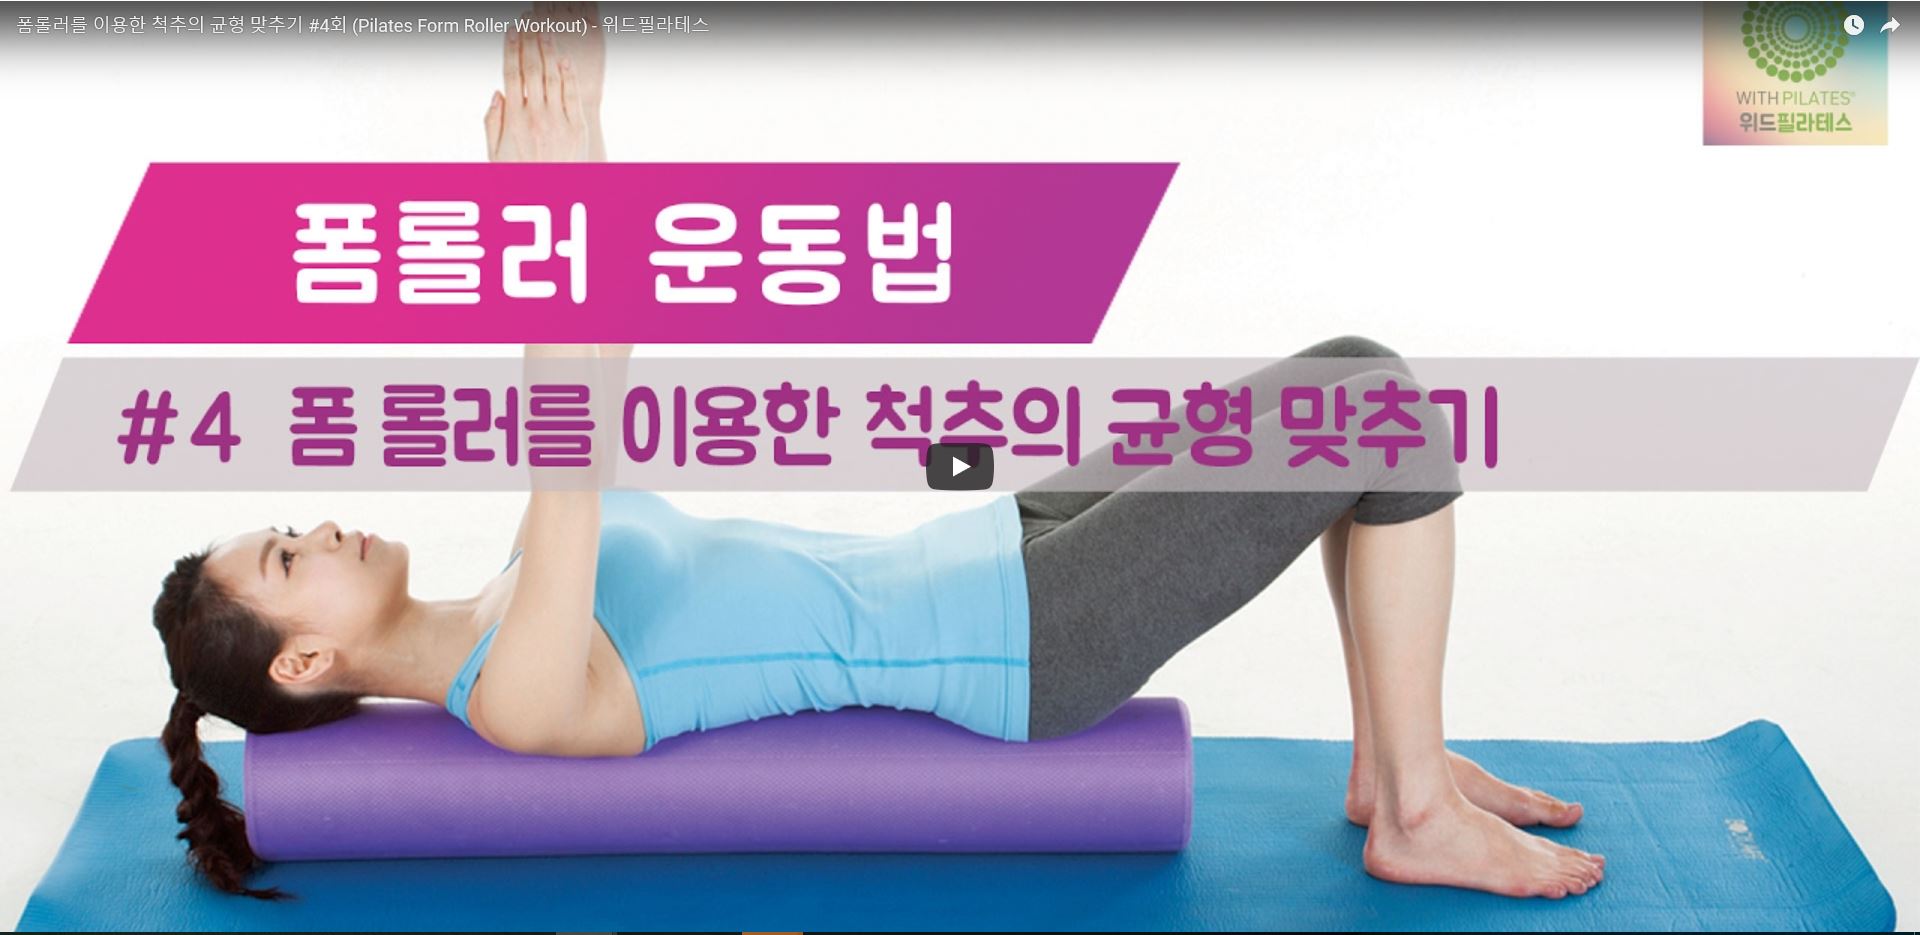 폼롤러를 이용한 척추의 균형 맞추기 #4회 (Pilates Form Roller Workout) - 위드필라테스
WITH PILATES®
위드필라테스
폼롤러 운동법
#4 폼롤러를 이용한 척추의 균형 맞추기